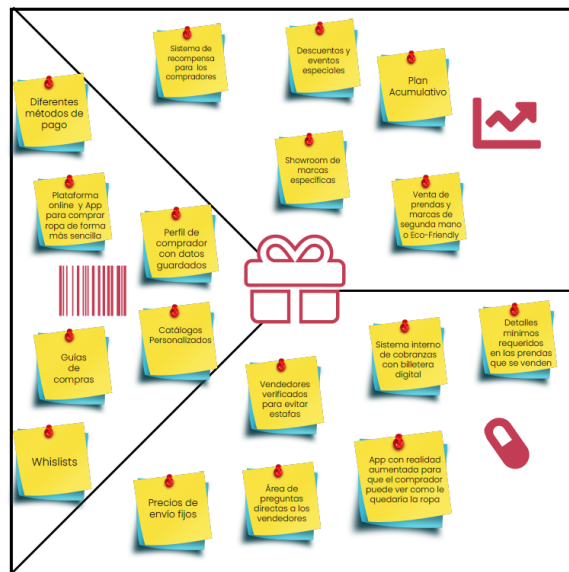 Sistema de
recompensa
para los
compradores
Descuentos y
eventos
especiales
Plan
Acumulativo
Diferentes
métodos de
pago
Showroom de
marcas
específicas
Plataforma
online y App
para comprar
ropa de forma
más sencilla
Perfil de
comprador
con datos
guardados
Venta de
prendas y
marcas de
segunda mano
o Eco-Friendly
Guías
de
compras
Catálogos
Personalizados
Sistema interno
de cobranzas
con billetera
digital
Detalles
minimos
requeridos
en las prendas
que se venden
Vendedores
verificados
para evitar
estafas
Whislists
Precios de
envío fijos
Área de
preguntas
directas a los
vendedores
App con realidad
aumentada para
que el comprador
puede ver como le
quedaría la ropa